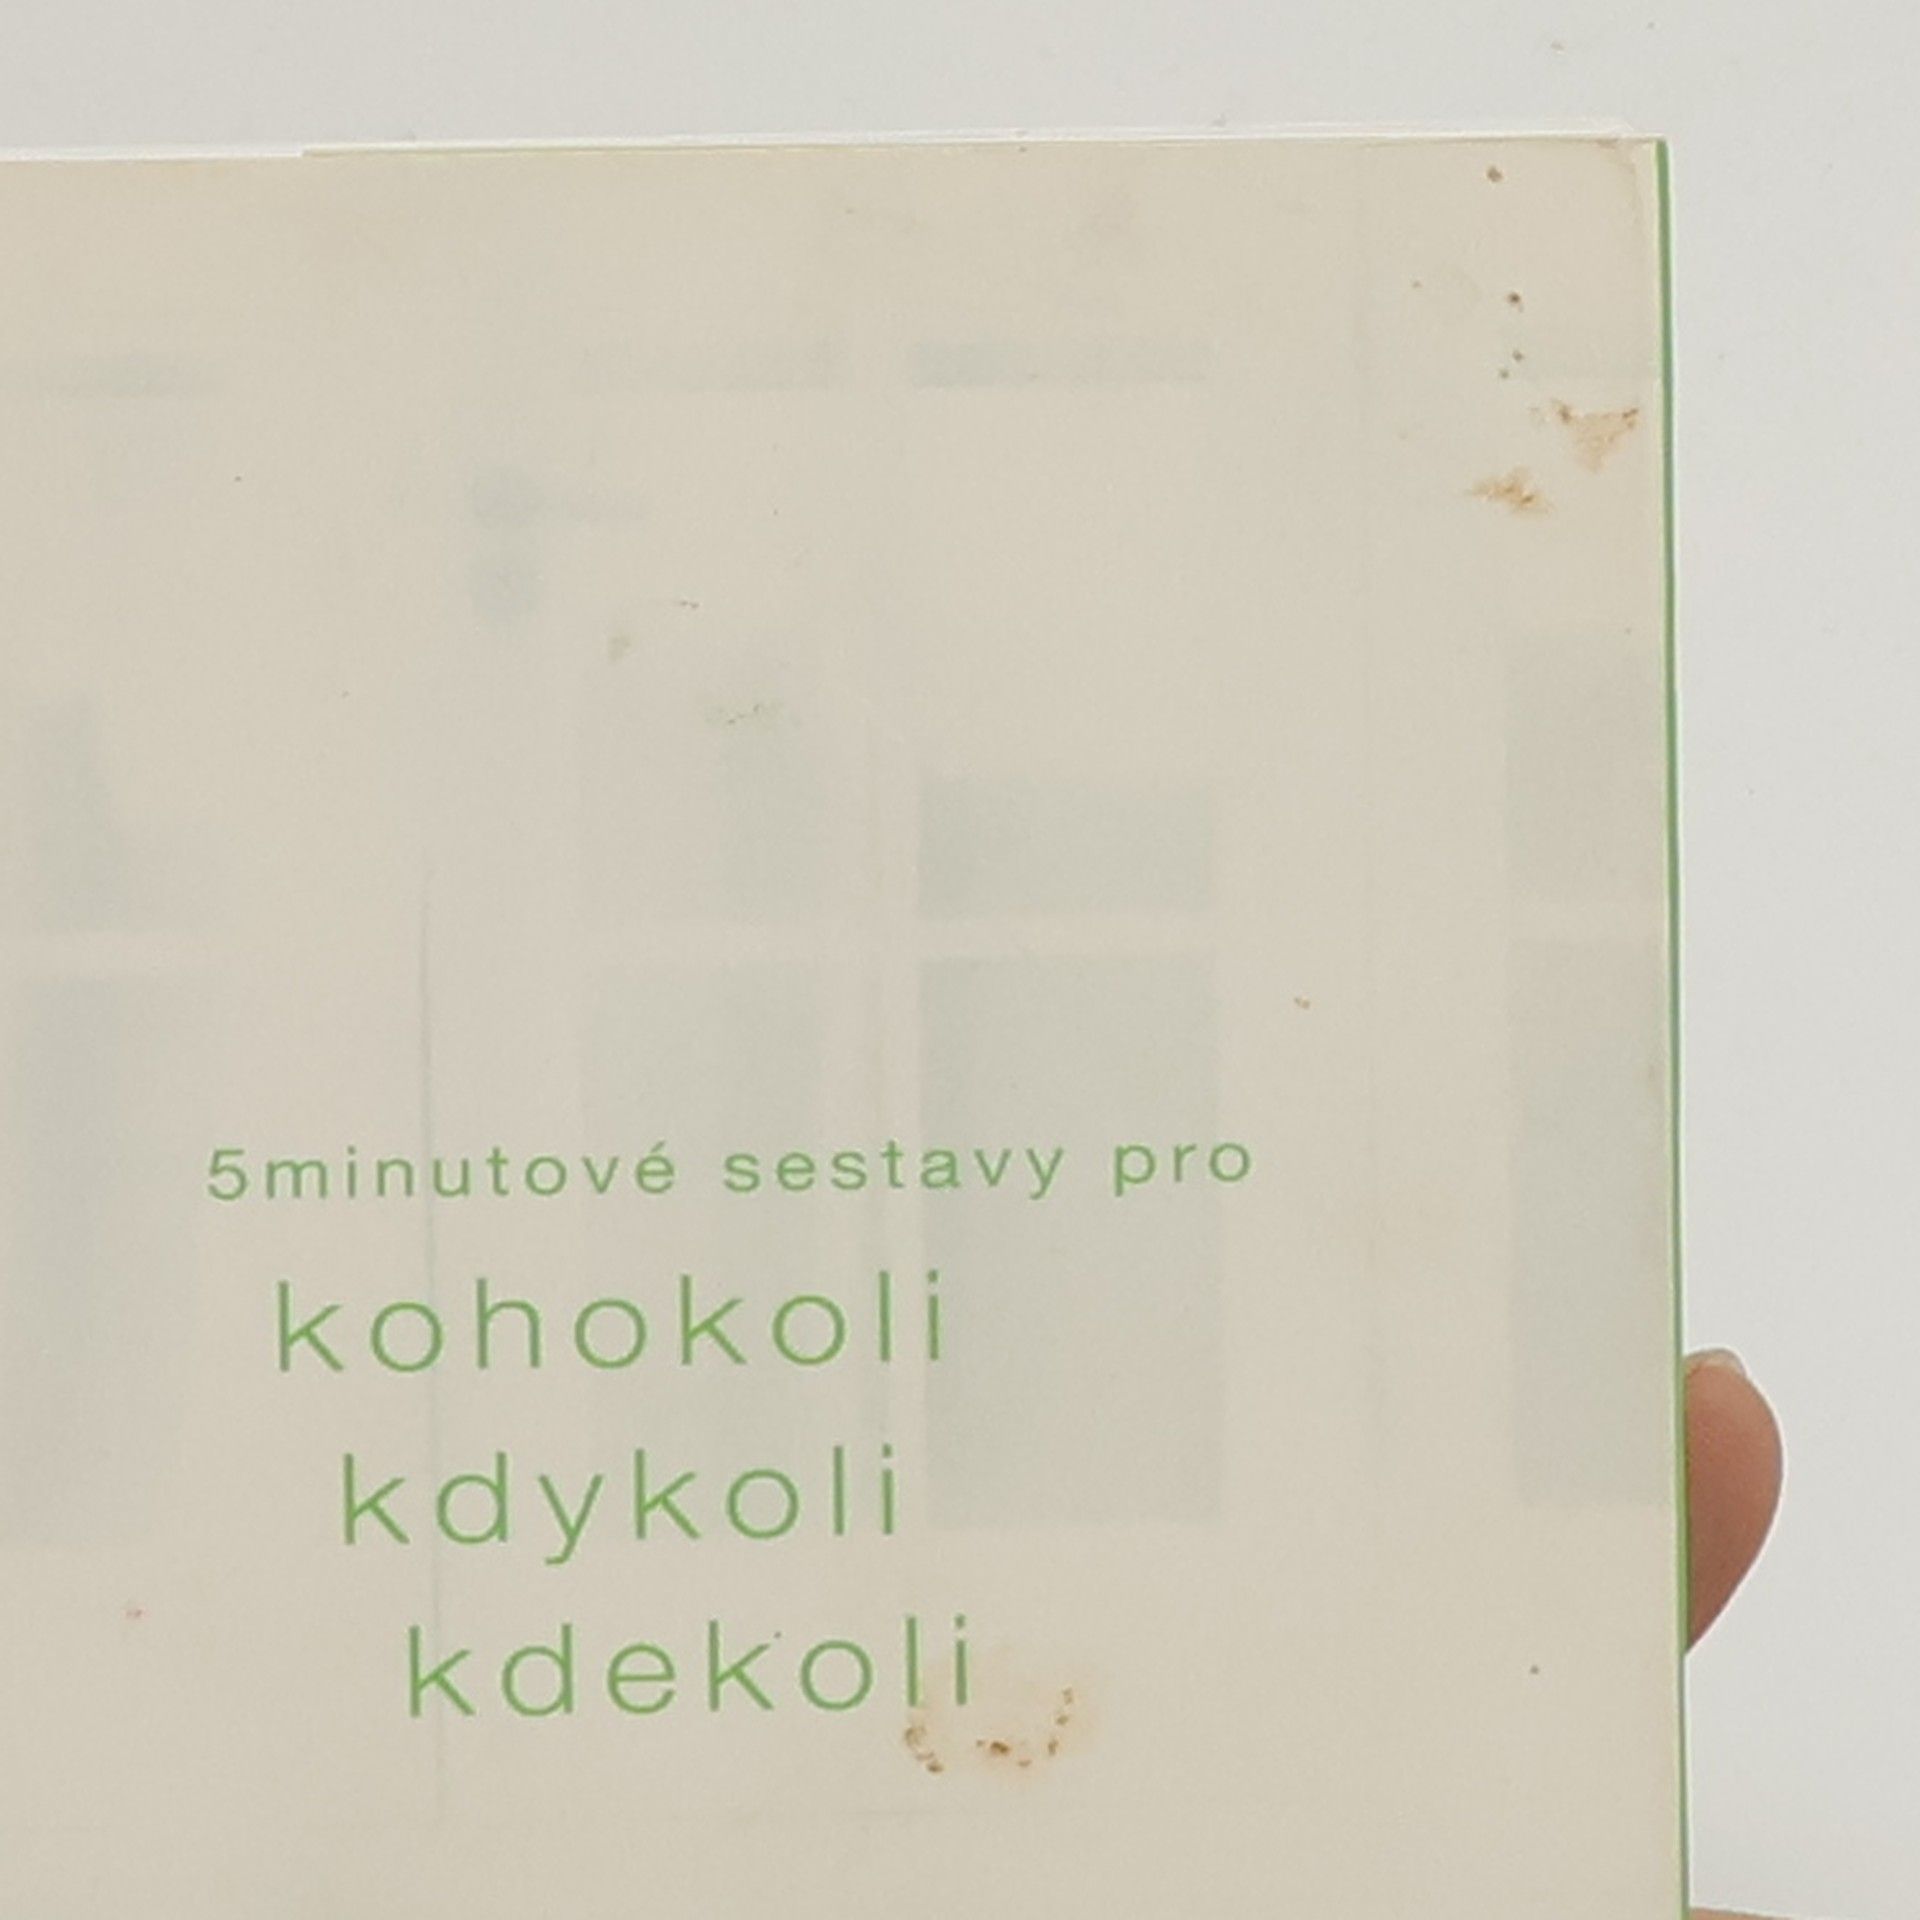 5minutové sestavy pro
kohokoli
kdykoli
kdekoli